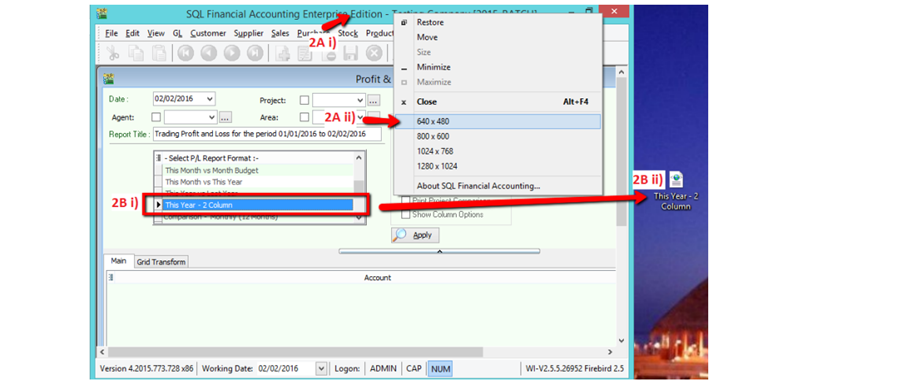 SQL Financial Accounting Enterprise Edition - Testing Company [2015_BATCH]
File Edit View GL Customer Supplier Sales Purchase Stock Product
2A i)
Restore
Move
Size
Minimize
Maximize
Close Alt+F4
640 x 480
800 x 600
1024 x 768
1280 x 1024
About SQL Financial Accounting...
2A ii)
Profit &
Date : 02/02/2016 Project:
Agent: Area:
Report Title : Trading Profit and Loss for the period 01/01/2016 to 02/02/2016
- Select P/L Report Format :-
This Month vs Month Budget
This Month vs This Year
This Year vs Last Year
2B i)
This Year - 2 Column
Comparison - Monthly (12 Months)
Print Project
Show Column Options
Apply
2B ii)
This Year - 2
Column
Main Grid Transform
Account
Version 4.2015.773.728 x86 Working Date: 02/02/2016 Logon: ADMIN CAP NUM WI-V2.5.5.26952 Firebird 2.5